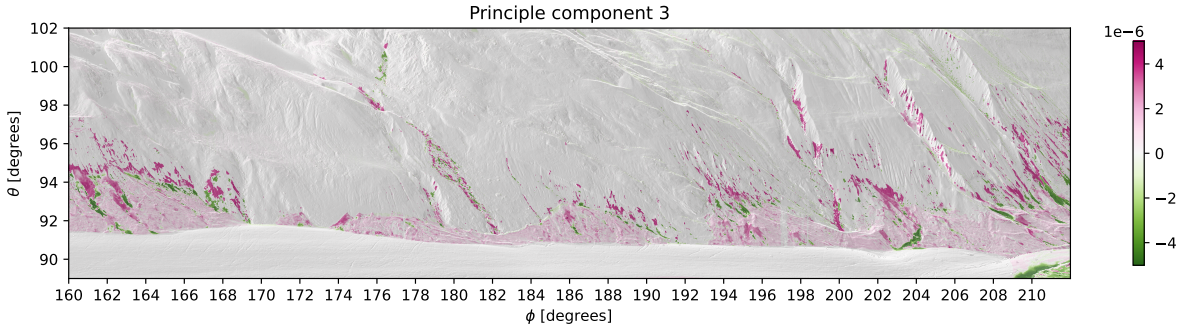 Principle component 3
1e−6
102
100
98
96
94
92
90
θ [degrees]
160 162 164 166 168 170 172 174 176 178 180 182 184 186 188 190 192 194 196 198 200 202 204 206 208 210
ϕ [degrees]
4
2
0
−2
−4